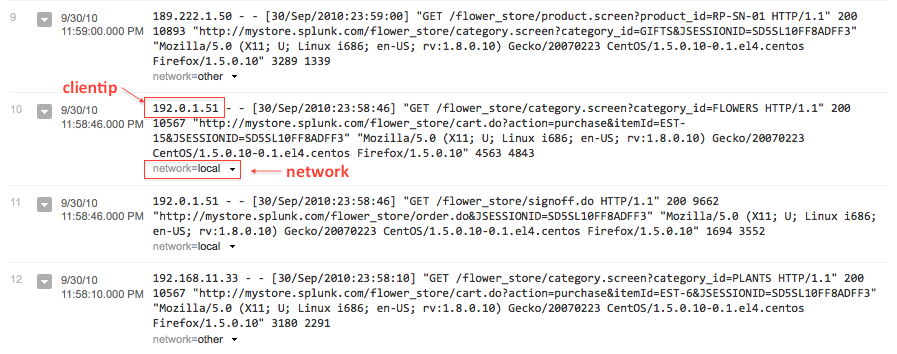 9 9/30/10 189.222.1.50 - - [30/Sep/2010:23:59:00] "GET /flower_store/product.screen?product_id=RP-SN-01 HTTP/1.1" 200
11:59:00.000 PM 10893 "http://mystore.splunk.com/flower_store/category.screen?category_id=GIFTS&JSESSIONID=SD5SL10FF8ADFF3"
"Mozilla/5.0 (X11; U; Linux i686; en-US; rv:1.8.0.10) Gecko/20070223 CentOS/1.5.0.10-0.1.el4.centos
Firefox/1.5.0.10" 3289 1339
network=other
clientip
10 9/30/10 192.0.1.51 - - [30/Sep/2010:23:58:46] "GET /flower_store/category.screen?category_id=FLOWERS HTTP/1.1" 200
11:58:46.000 PM 10567 "http://mystore.splunk.com/flower_store/cart.do?action=purchase&itemId=EST-
15&JSESSIONID=SD5SL10FF8ADFF3" "Mozilla/5.0 (X11; U; Linux i686; en-US; rv:1.8.0.10) Gecko/20070223
CentOS/1.5.0.10-0.1.el4.centos Firefox/1.5.0.10" 4563 4843
network=local network
11 9/30/10 192.0.1.51 - - [30/Sep/2010:23:58:46] "GET /flower_store/signoff.do HTTP/1.1" 200 9662
11:58:46.000 PM "http://mystore.splunk.com/flower_store/order.do&JSESSIONID=SD5SL10FF8ADFF3" "Mozilla/5.0 (X11; U; Linux i686;
en-US; rv:1.8.0.10) Gecko/20070223 CentOS/1.5.0.10-0.1.el4.centos Firefox/1.5.0.10" 1694 3552
network=local
12 9/30/10 192.168.11.33 - - [30/Sep/2010:23:58:10] "GET /flower_store/category.screen?category_id=PLANTS HTTP/1.1" 200
11:58:10.000 PM 10567 "http://mystore.splunk.com/flower_store/cart.do?action=purchase&itemId=EST-6&JSESSIONID=SD5SL10FF8ADFF3"
"Mozilla/5.0 (X11; U; Linux i686; en-US; rv:1.8.0.10) Gecko/20070223 CentOS/1.5.0.10-0.1.el4.centos
Firefox/1.5.0.10" 3180 2291
network=other